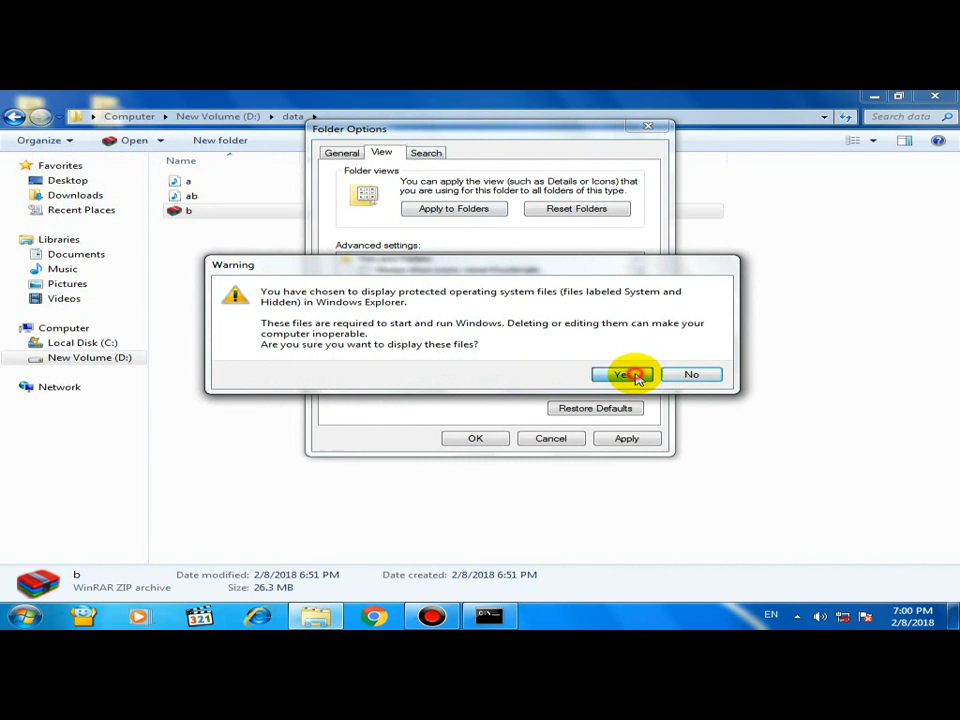 Computer
New Volume (D:)
data
Search data
Organize
Open
New folder
Favorites
Desktop
Downloads
Recent Places
Libraries
Documents
Music
Pictures
Videos
Computer
Local Disk (C:)
New Volume (D:)
Network
Name
a
ab
b
Folder Options
General
View
Search
Folder views
You can apply the view (such as Details or Icons) that
you are using for this folder to all folders of this type.
Apply to Folders
Reset Folders
Advanced settings:
Warning
You have chosen to display protected operating system files (files labeled System and
Hidden) in Windows Explorer.
These files are required to start and run Windows. Deleting or editing them can make your
computer inoperable.
Are you sure you want to display these files?
Yes
No
Restore Defaults
OK
Cancel
Apply
b
Date modified: 2/8/2018 6:51 PM
Date created: 2/8/2018 6:51 PM
WinRAR ZIP archive
Size: 26.3 MB
321
C:\.
EN
7:00 PM
2/8/2018